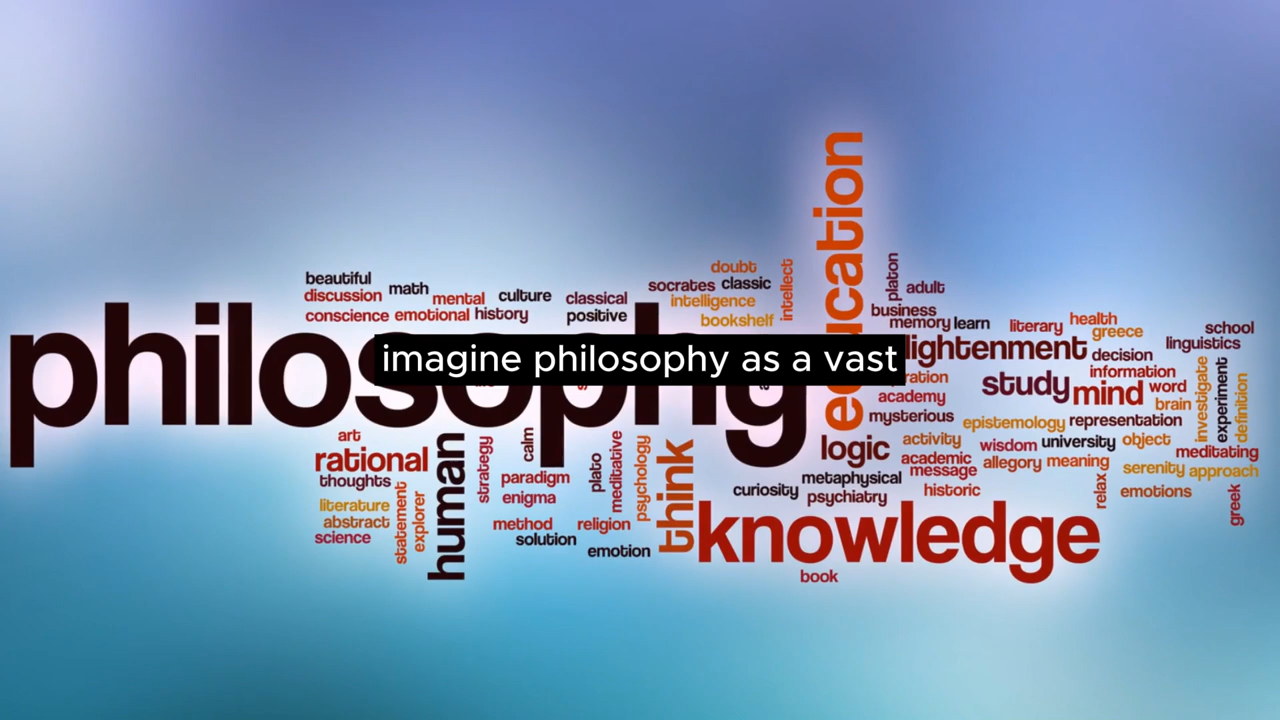 education
doubt
intellect
socrates classic
platon
beautiful
math
intelligence
adult
discussion
mental
culture
classical
bookshelf
business
conscience
emotional
history
positive
memory
learn
literary
health
greece
school
philosophy
imagine philosophy as a vast
decision
linguistics
information
study
mind
word
academy
brain
investigate
experiment
definition
mysterious
epistemology
representation
art
calm
logic
activity
wisdom
university
object
rational
human
strategy
plato
meditative
psychology
think
academic
message
allegory
meaning
meditating
serenity
approach
thoughts
paradigm
metaphysical
relax
literature
statement
explorer
enigma
curiosity
psychiatry
historic
emotions
greek
abstract
method
religion
knowledge
science
solution
emotion
book